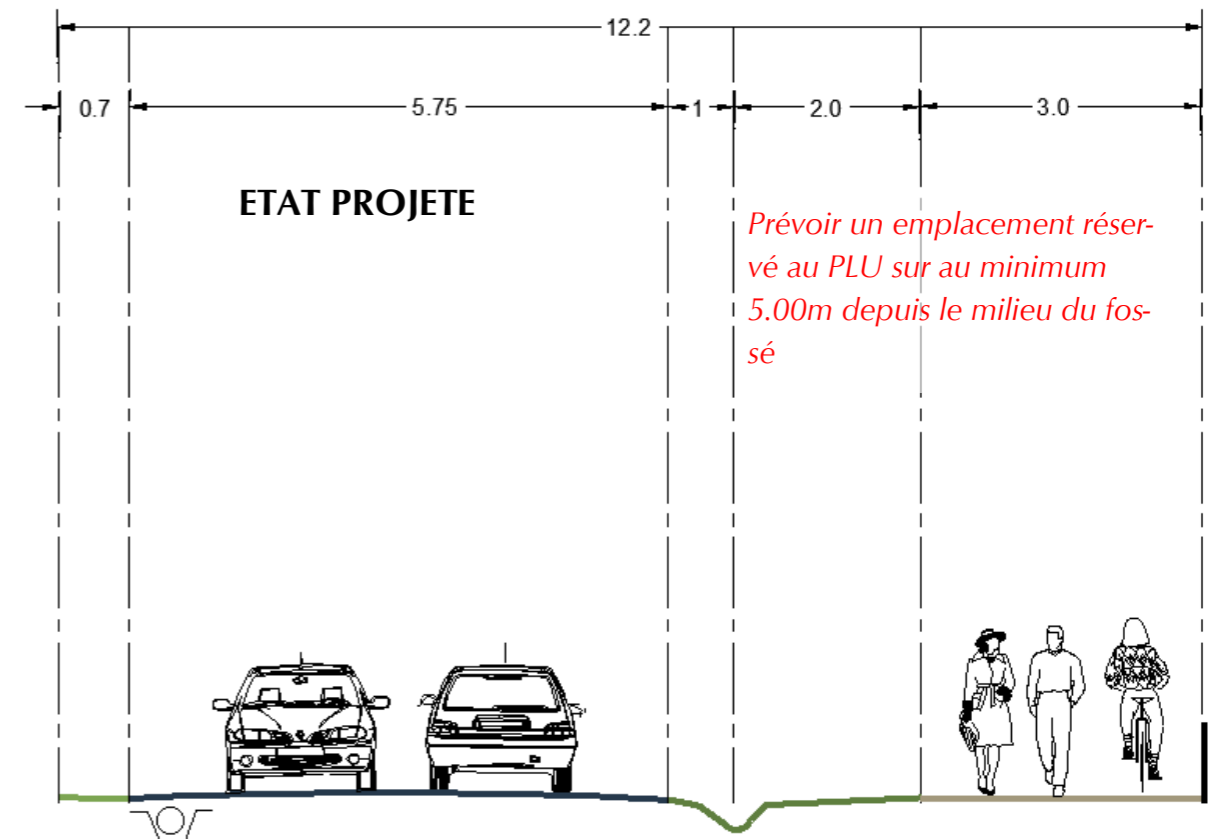 12.2
0.7 5.75 1 2.0 3.0
ETAT PROJETE
Prévoir un emplacement réser-
vé au PLU sur au minimum
5.00m depuis le milieu du fos-
sé